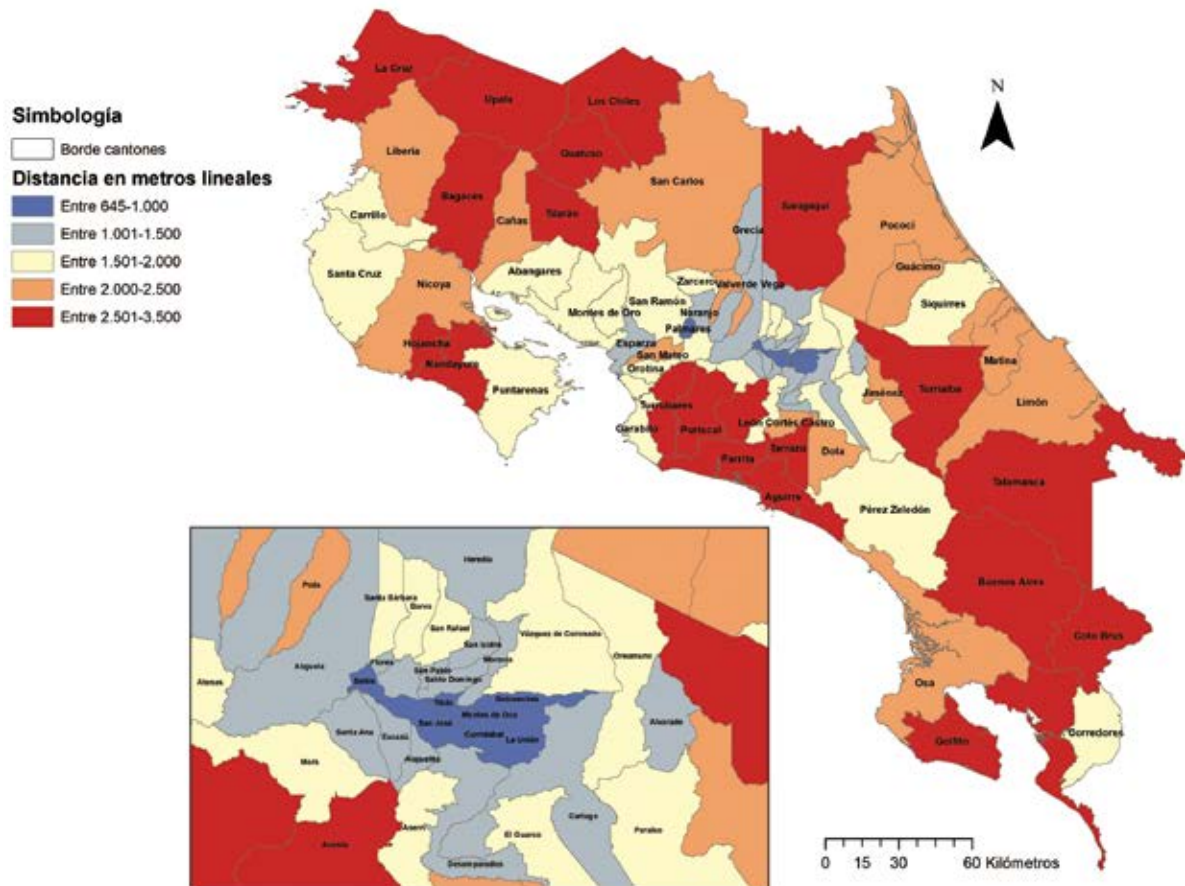 Simbología
Borde cantones
Distancia en metros lineales
Entre 645-1.000
Entre 1.001-1.500
Entre 1.501-2.000
Entre 2.000-2.500
Entre 2.501-3.500
N
La Cruz
Upala
Los Chiles
Guatuso
Liberia
Bagaces
Cañas
Tilarán
San Carlos
Sarapiquí
Grecia
Pococí
Guácimo
Siquirres
Carrillo
Santa Cruz
Nicoya
Abangares
Zarcero
Valverde Vega
San Ramón
Montes de Oro
Naranjo
Palmares
Esparza
San Mateo
Orotina
Hojancha
Nandayure
Puntarenas
Turrubares
Garabito
Puriscal
León Cortés Castro
Parrita
Tarrazú
Dota
Aguirre
Jiménez
Turrialba
Matina
Limón
Talamanca
Pérez Zeledón
Buenos Aires
Coto Brus
Osa
Golfito
Corredores
0 15 30 60 Kilómetros
Heredia
Poás
Santa Bárbara
Barva
San Rafael
San Isidro
Moravia
Vázquez de Coronado
Oreamuno
Alajuela
Atenas
Flores
San Pablo
Santo Domingo
Belén
Tibás
Goicoechea
Montes de Oca
San José
Curridabat
La Unión
Santa Ana
Escazú
Alajuelita
Alvarado
Mora
Aserrí
El Guarco
Cartago
Paraíso
Acosta
Desamparados